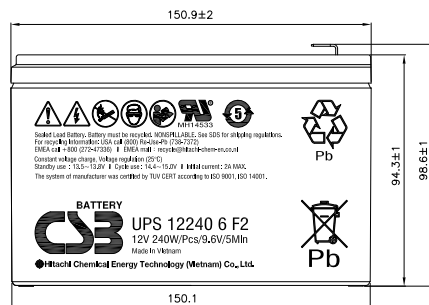 150.9±2
MH14533
5
Sealed Lead Battery. Battery must be recycled. NONSPILLABLE. See SDS for shipping regulations.
For recycling information: USA call (800) Re-Use-Pb (738-7372)
EMEA call +800 (272-47336) II EMEA mail : recycle@hitachi-chem-en.co.nl
Constant voltage charge. Voltage regulation (25°C)
Standby use : 13.5~13.8V II Cycle use : 14.4~15.0V II Initial current : 2A MAX.
The system of manufacturer was certified by TUV CERT according to ISO 9001, ISO 14001.
Pb
BATTERY
CSB
UPS 12240 6 F2
12V 240W/Pcs/9.6V/5Min
Made In Vietnam
Hitachi Chemical Energy Technology (Vietnam) Co., Ltd.
Pb
94.3±1
98.6±1
150.1